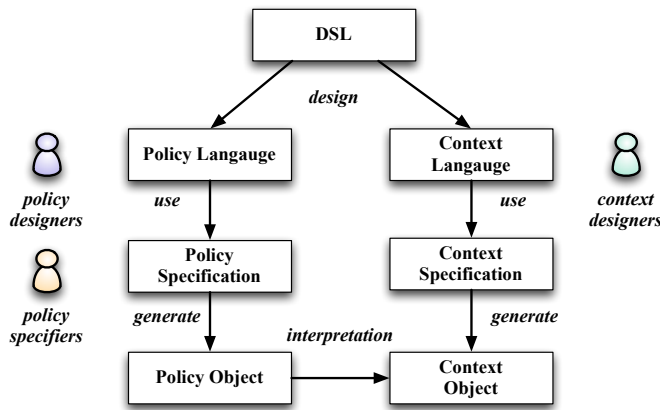 DSL
design
Policy Langauge
Context
Langauge
policy
designers
use
use
context
designers
Policy
Specification
Context
Specification
policy
specifiers
generate
interpretation
generate
Policy Object
Context
Object